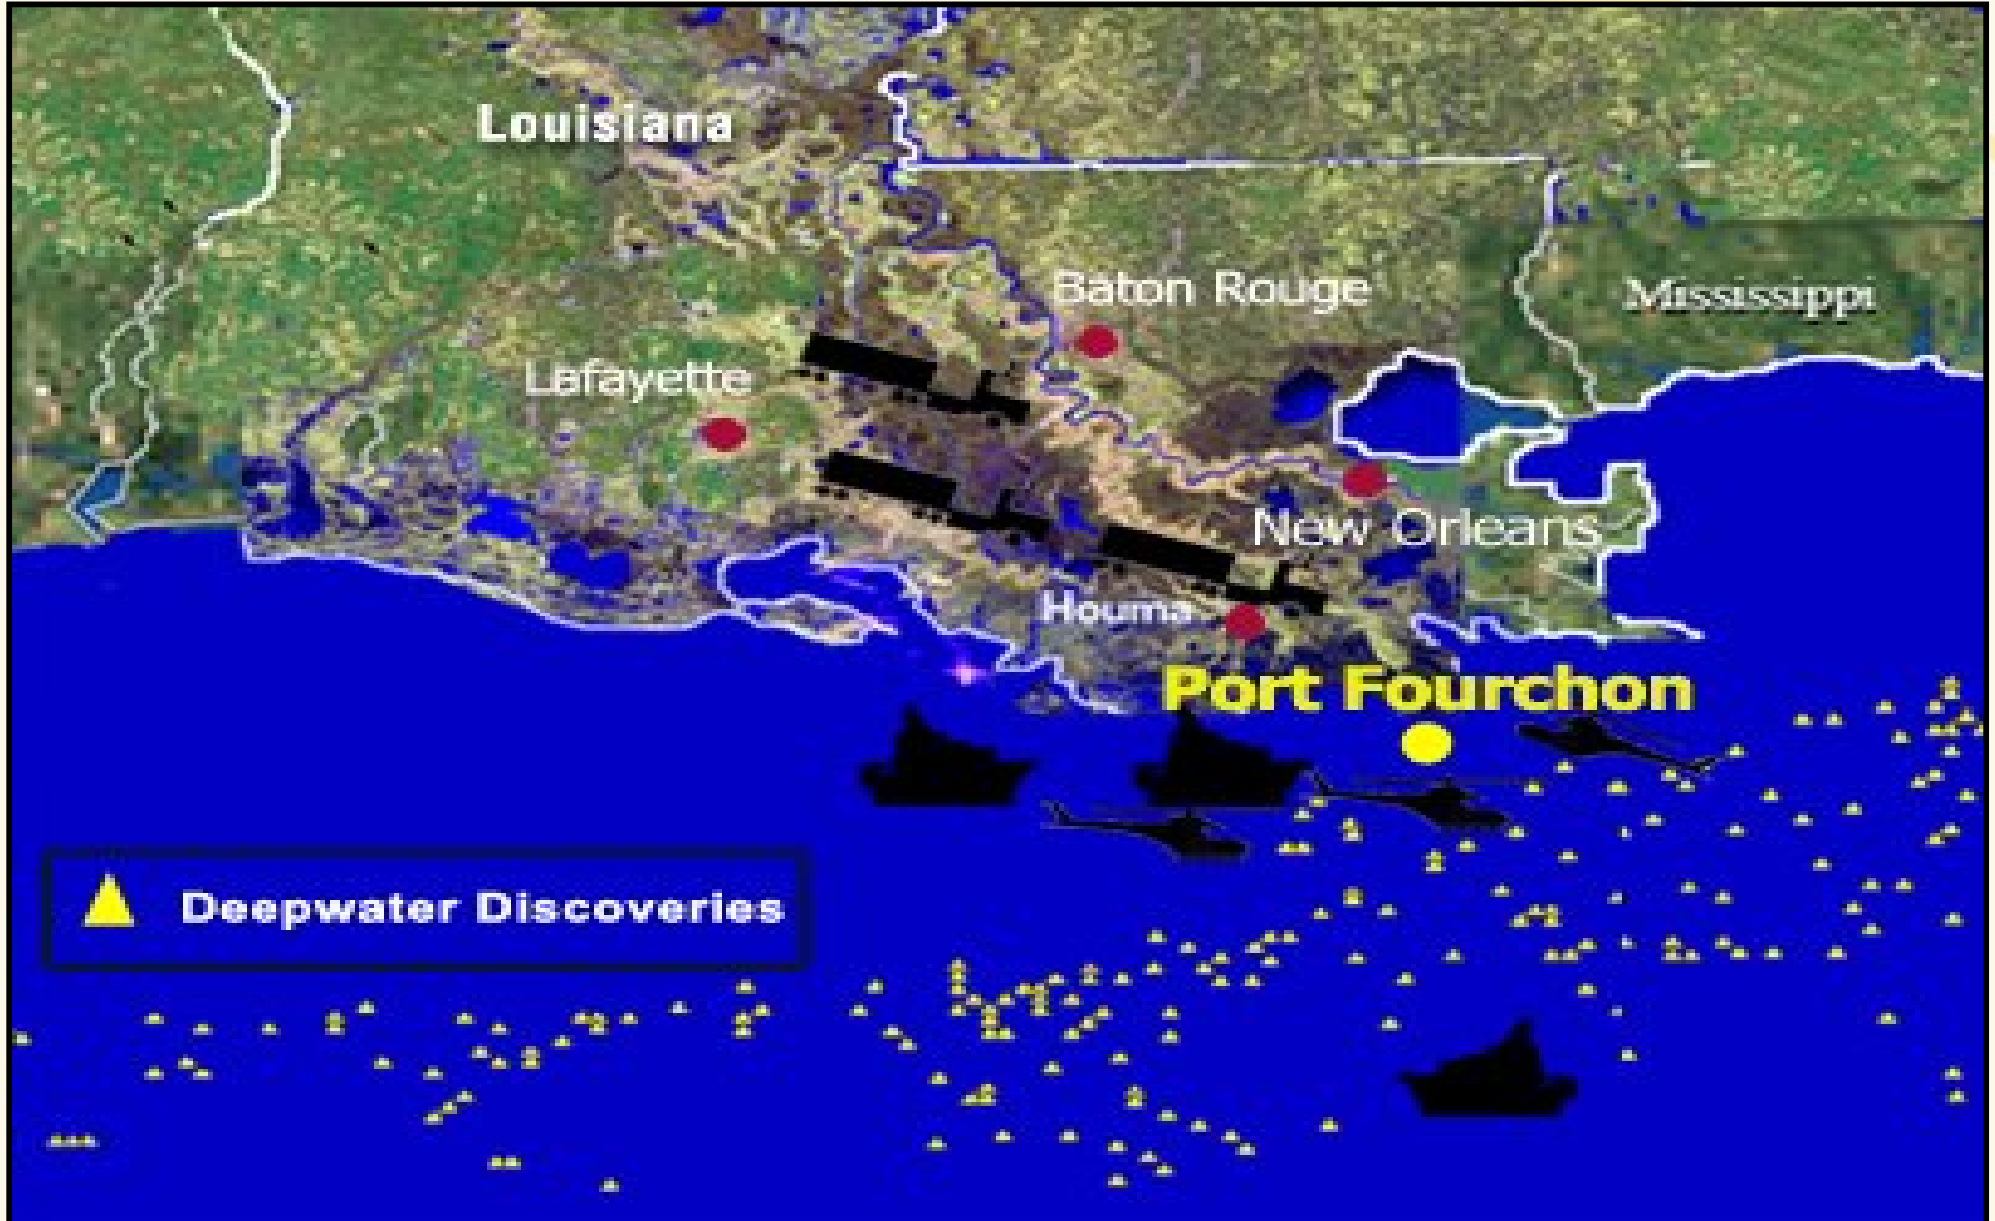 Louisiana
Baton Rouge
Mississippi
Lafayette
New Orleans
Houma
Port Fourchon
Deepwater Discoveries